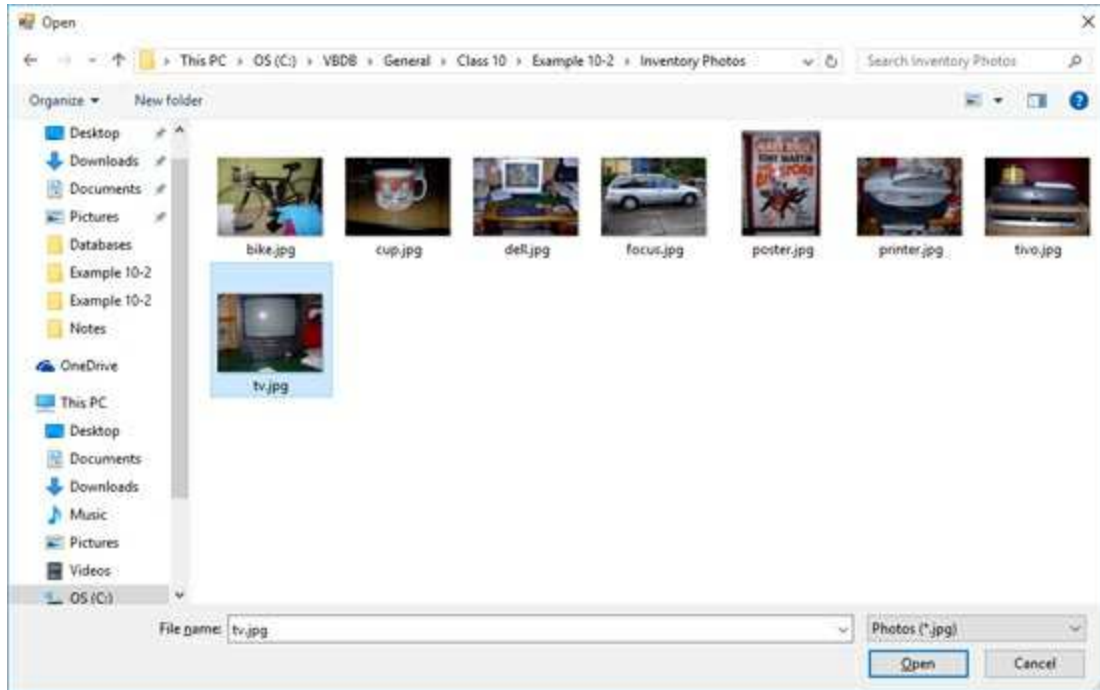 Open
This PC › OS (C:) › VBDB › General › Class 10 › Example 10-2 › Inventory Photos
Search Inventory Photos
Organize
New folder
Desktop
Downloads
Documents
Pictures
Databases
Example 10-2
Example 10-2
Notes
OneDrive
This PC
Desktop
Documents
Downloads
Music
Pictures
Videos
OS (C:)
bike.jpg
cup.jpg
dell.jpg
focus.jpg
poster.jpg
TONY MARTIN
printer.jpg
tivo.jpg
tv.jpg
File name: tv.jpg
Photos (*.jpg)
Open
Cancel